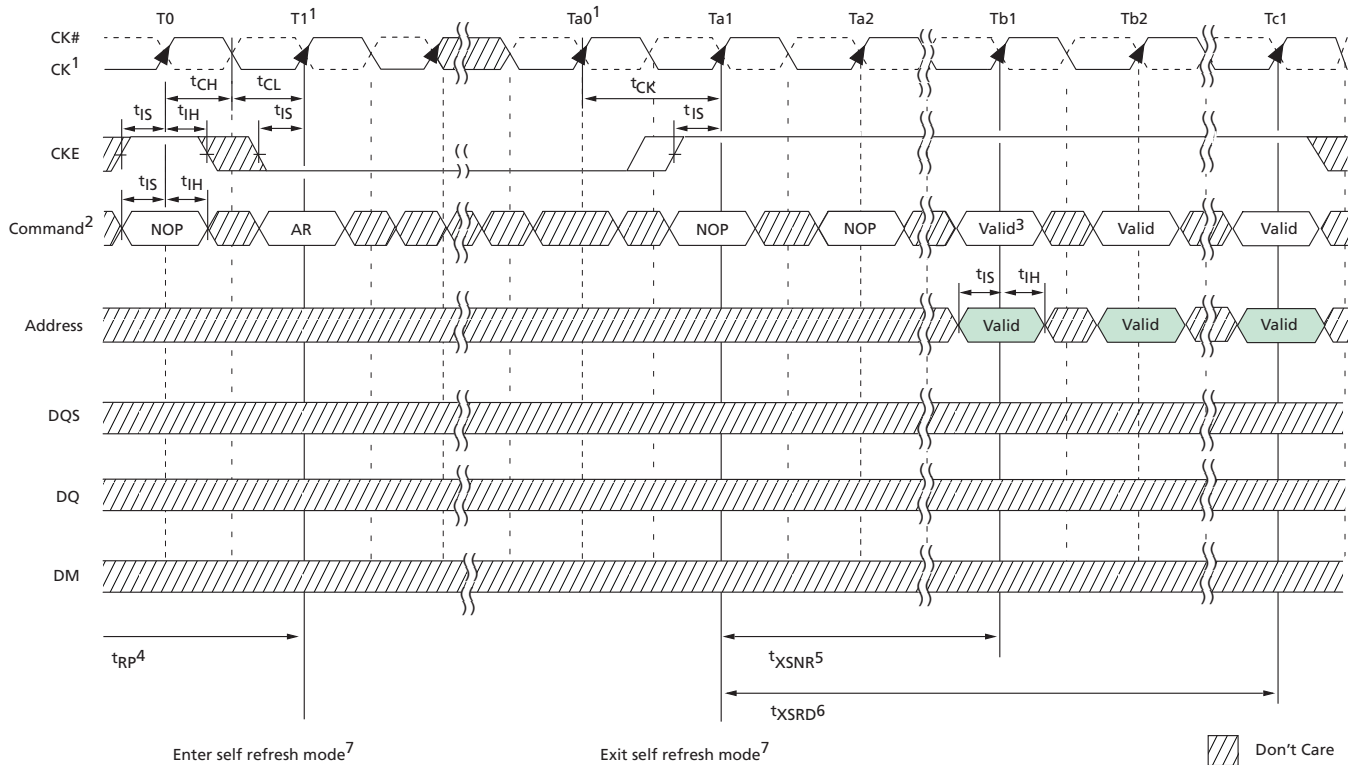 T0 T1¹ Ta0¹ Ta1 Ta2 Tb1 Tb2 Tc1
CK#
CK¹
tCH tCL tCK
tIS tIH tIS tIS
CKE
tIS tIH
Command² NOP AR NOP NOP Valid³ Valid Valid
tIS tIH
Address Valid Valid Valid
DQS
DQ
DM
tRP⁴ tXSNR⁵
tXSRD⁶
Enter self refresh mode⁷ Exit self refresh mode⁷ Don't Care